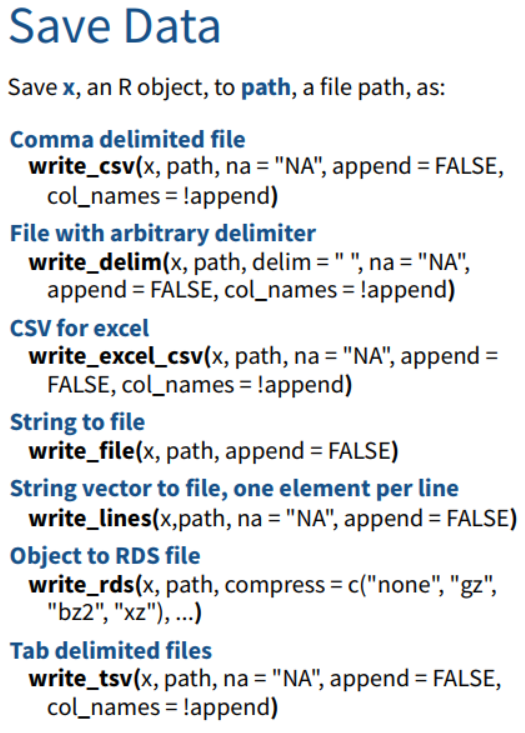 Save Data
Save x, an R object, to path, a file path, as:
Comma delimited file
write_csv(x, path, na = "NA", append = FALSE,
col_names = !append)
File with arbitrary delimiter
write_delim(x, path, delim = " ", na = "NA",
append = FALSE, col_names = !append)
CSV for excel
write_excel_csv(x, path, na = "NA", append =
FALSE, col_names = !append)
String to file
write_file(x, path, append = FALSE)
String vector to file, one element per line
write_lines(x,path, na = "NA", append = FALSE)
Object to RDS file
write_rds(x, path, compress = c("none", "gz",
"bz2", "xz"), ...)
Tab delimited files
write_tsv(x, path, na = "NA", append = FALSE,
col_names = !append)